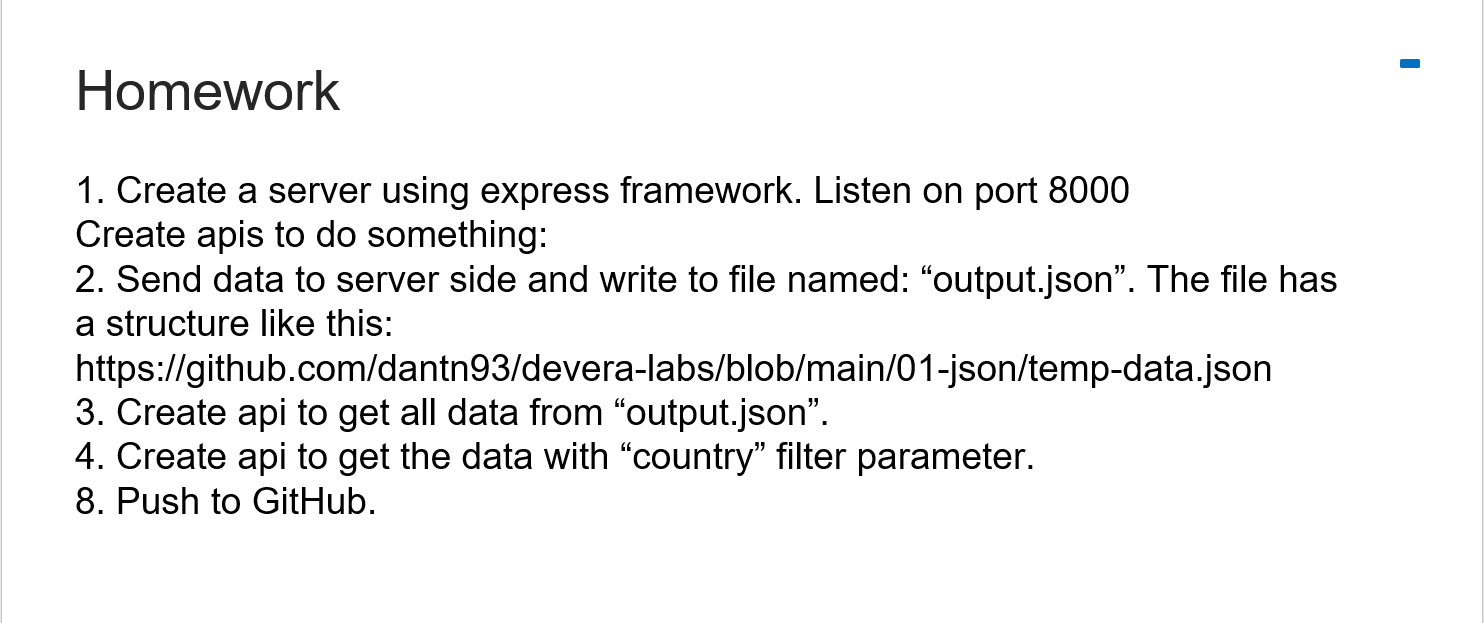 Homework
1. Create a server using express framework. Listen on port 8000
Create apis to do something:
2. Send data to server side and write to file named: “output.json”. The file has
a structure like this:
https://github.com/dantn93/devera-labs/blob/main/01-json/temp-data.json
3. Create api to get all data from “output.json”.
4. Create api to get the data with “country” filter parameter.
8. Push to GitHub.